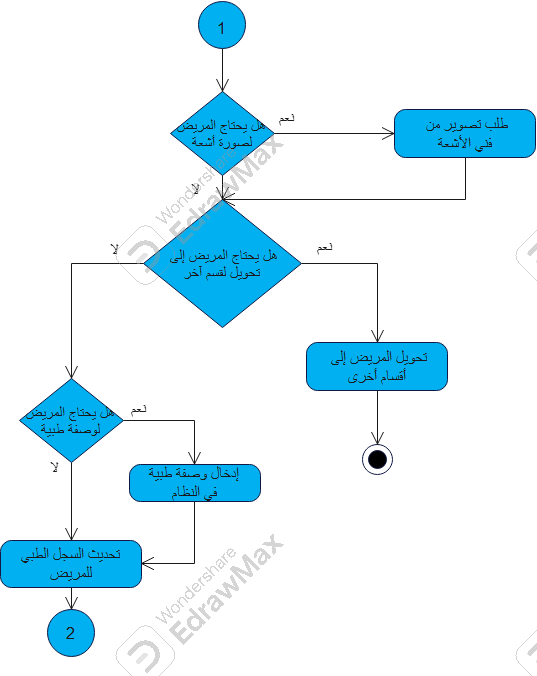 1
هل يحتاج المريض
لصورة أشعة
نعم
طلب تصوير من
فني الأشعة
لا
Wondershare
EdrawMax
هل يحتاج المريض إلى
تحويل لقسم آخر
نعم
لا
تحويل المريض إلى
أقسام أخرى
هل يحتاج المريض
لوصفة طبية
نعم
لا
إدخال وصفة طبية
في النظام
تحديث السجل الطبي
للمريض
2
Wondershare
EdrawMax